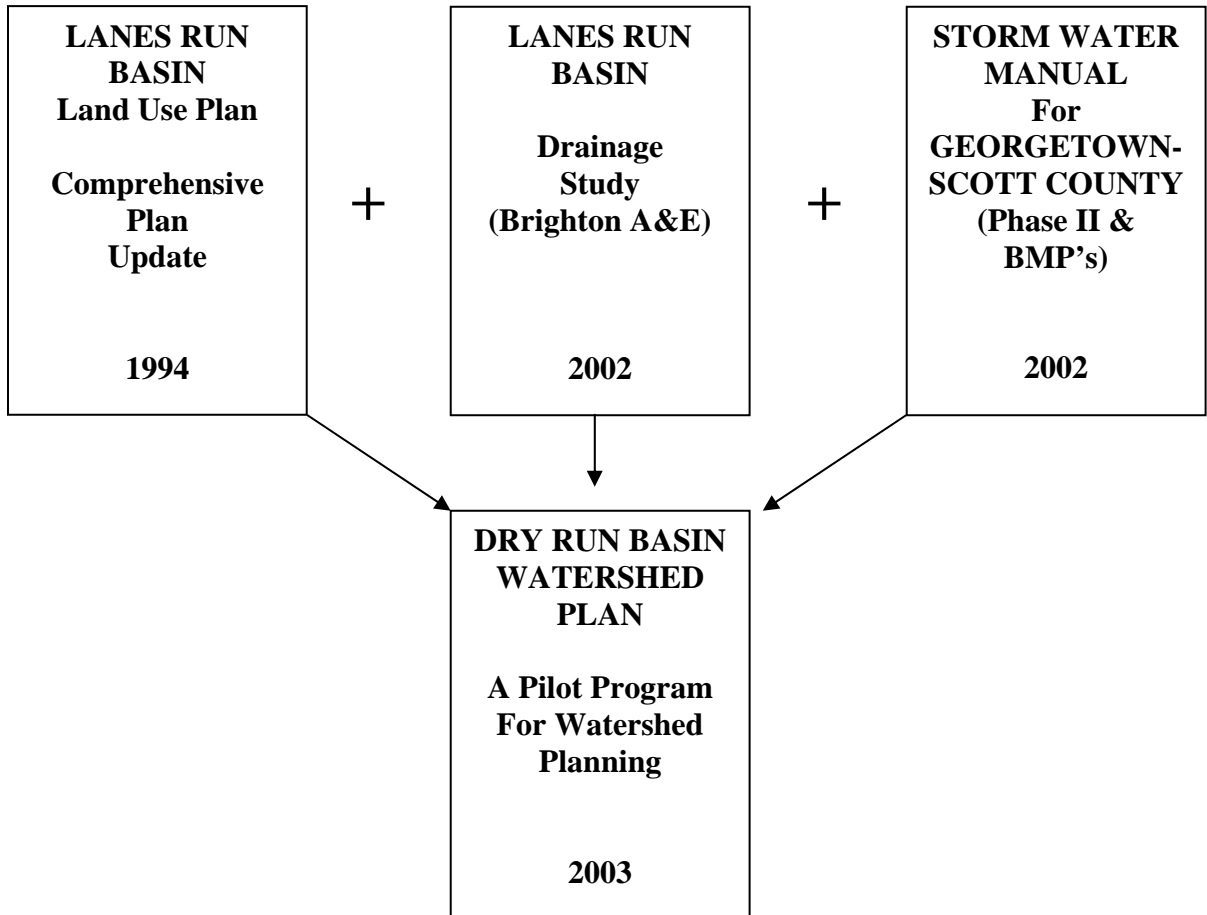 LANES RUN
BASIN
Land Use Plan
Comprehensive
Plan
Update
1994
+
LANES RUN
BASIN
Drainage
Study
(Brighton A&E)
2002
+
STORM WATER
MANUAL
For
GEORGETOWN-
SCOTT COUNTY
(Phase II &
BMP's)
2002
DRY RUN BASIN
WATERSHED
PLAN
A Pilot Program
For Watershed
Planning
2003